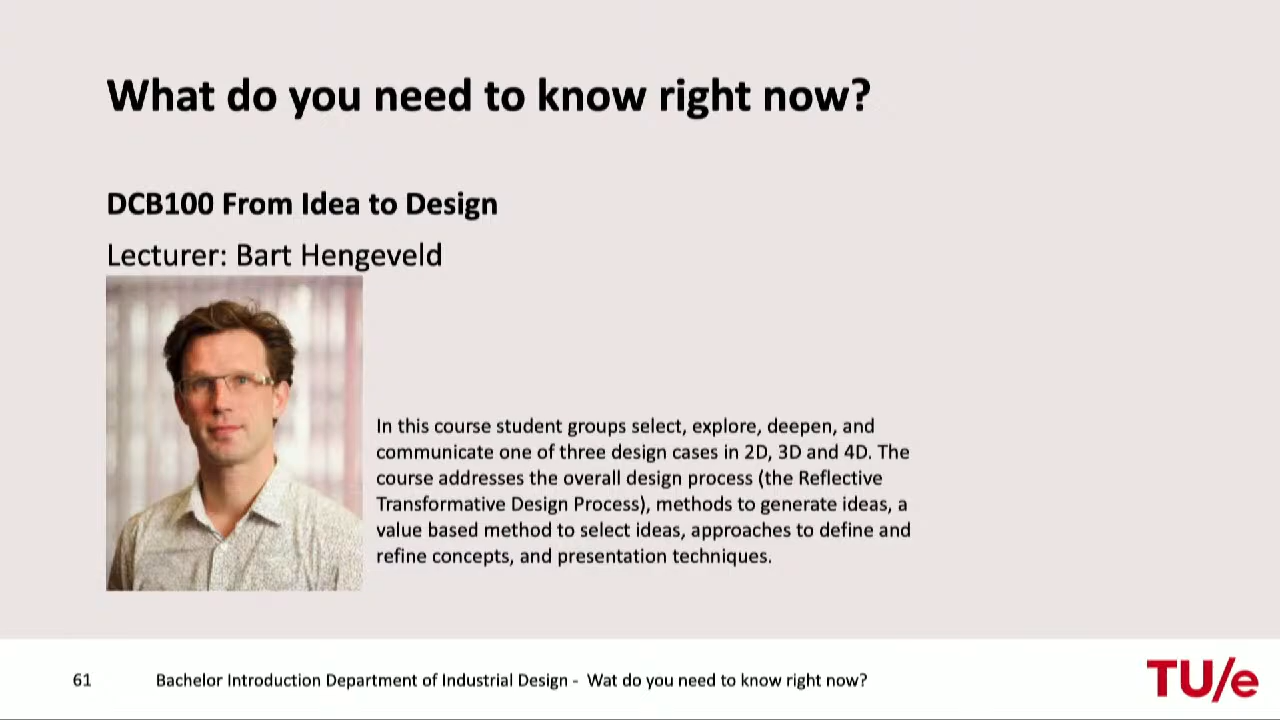 What do you need to know right now?
DCB100 From Idea to Design
Lecturer: Bart Hengeveld
In this course student groups select, explore, deepen, and
communicate one of three design cases in 2D, 3D and 4D. The
course addresses the overall design process (the Reflective
Transformative Design Process), methods to generate ideas, a
value based method to select ideas, approaches to define and
refine concepts, and presentation techniques.
61 Bachelor Introduction Department of Industrial Design - Wat do you need to know right now?
TU/e